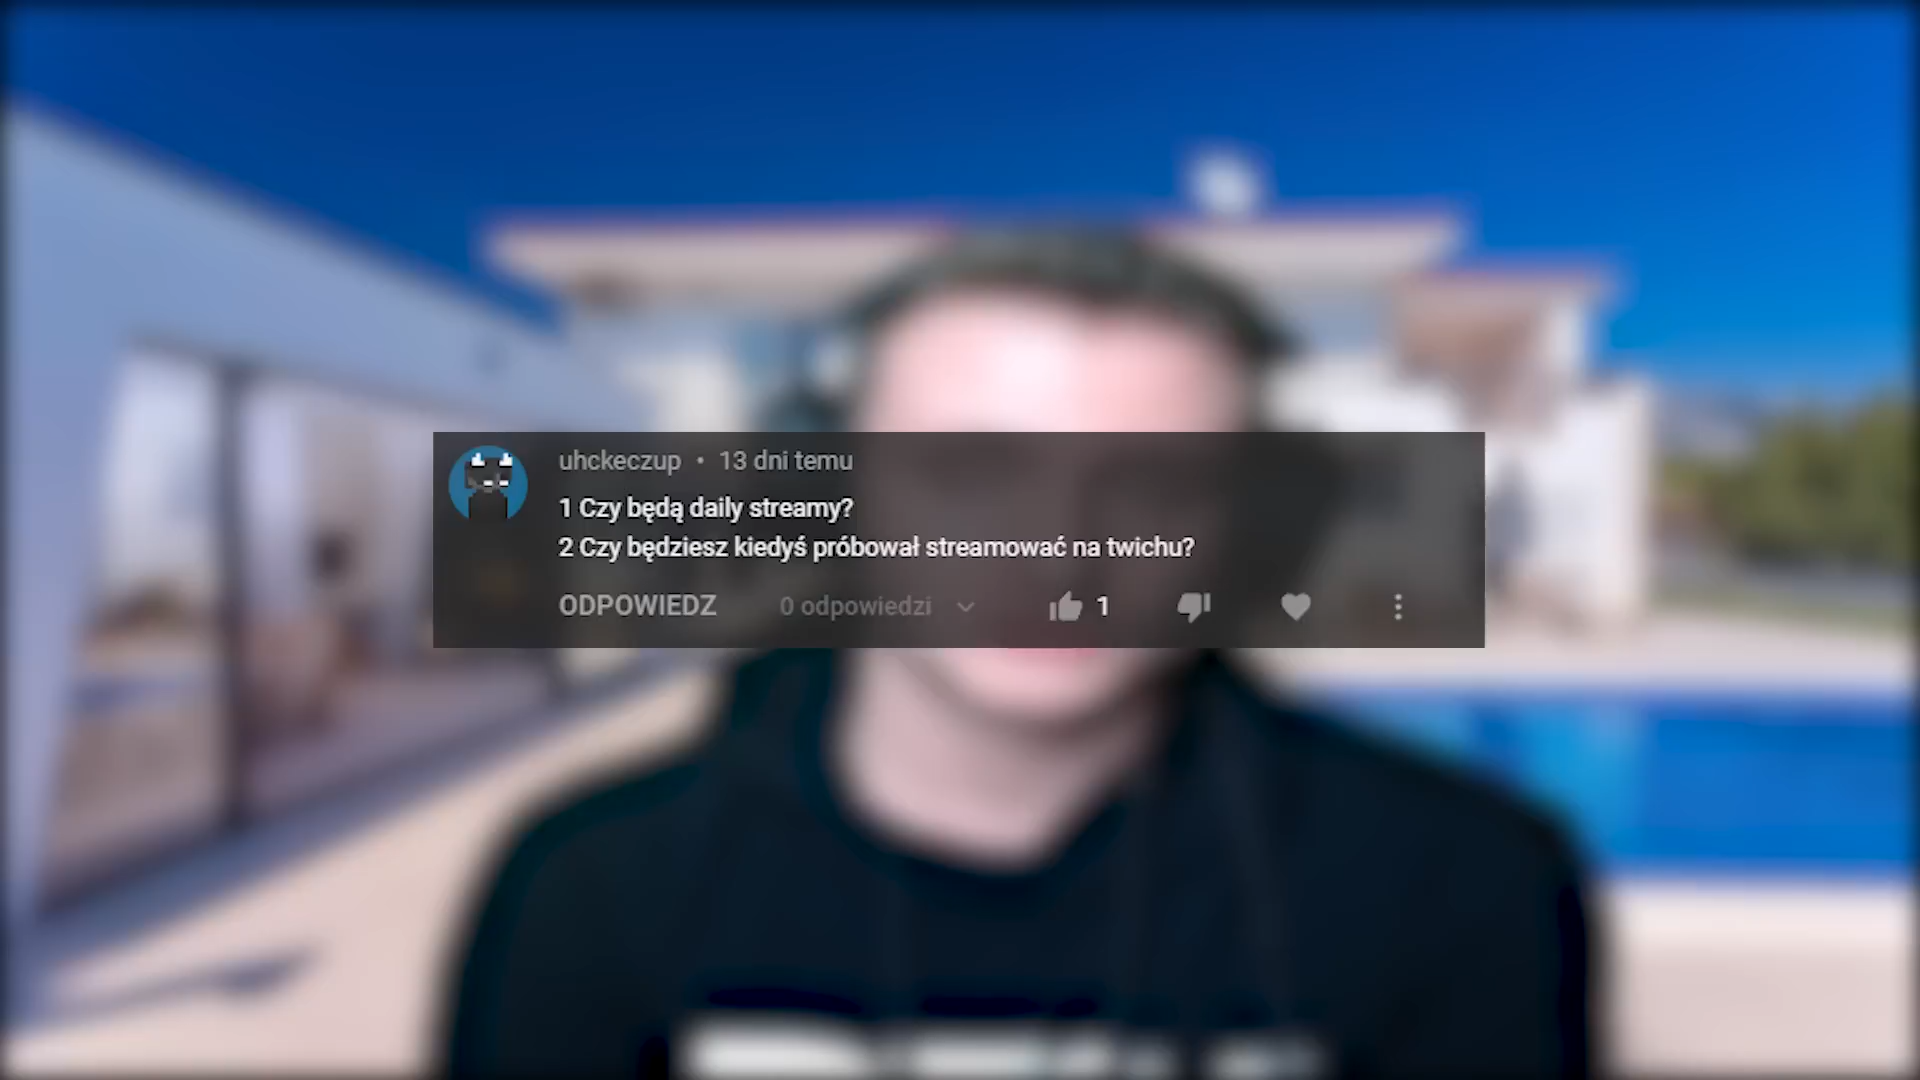 uhckeczup • 13 dni temu
1 Czy będą daily streamy?
2 Czy będziesz kiedyś próbował streamować na twichu?
ODPOWIEDZ 0 odpowiedzi 1